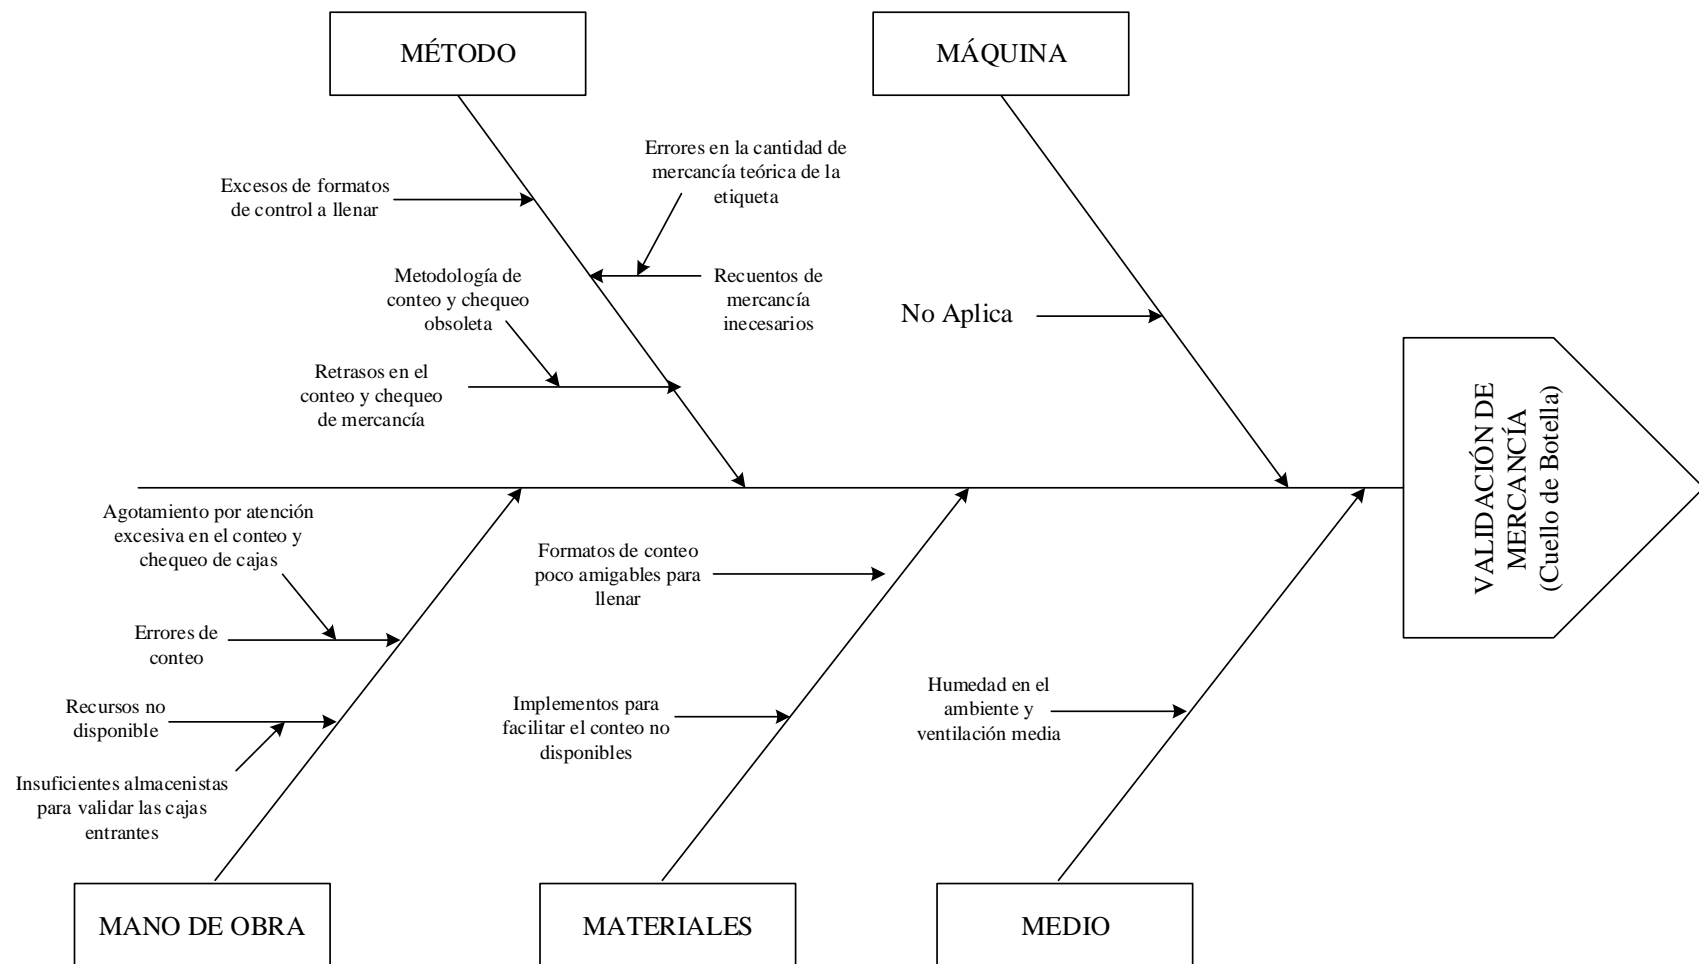 MÉTODO
MÁQUINA
Errores en la cantidad de
mercancía teórica de la
etiqueta
Excesos de formatos
de control a llenar
Metodología de
conteo y chequeo
obsoleta
Recuentos de
mercancía
inecesarios
No Aplica
Retrasos en el
conteo y chequeo
de mercancía
VALIDACIÓN DE
MERCANCÍA
(Cuello de Botella)
Agotamiento por atención
excesiva en el conteo y
chequeo de cajas
Formatos de conteo
poco amigables para
llenar
Errores de
conteo
Recursos no
disponible
Implementos para
facilitar el conteo no
disponibles
Humedad en el
ambiente y
ventilación media
Insuficientes almacenistas
para validar las cajas
entrantes
MANO DE OBRA
MATERIALES
MEDIO